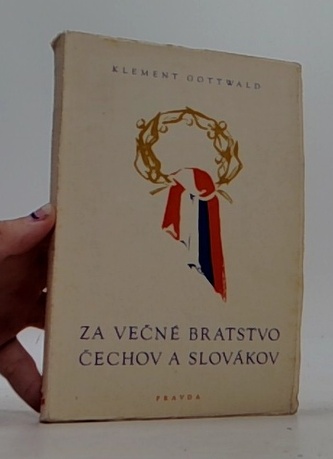 KLEMENT GOTTWALD
ZA VEČNÉ BRATSTVO
ČECHOV A SLOVÁKOV
PRAVDA